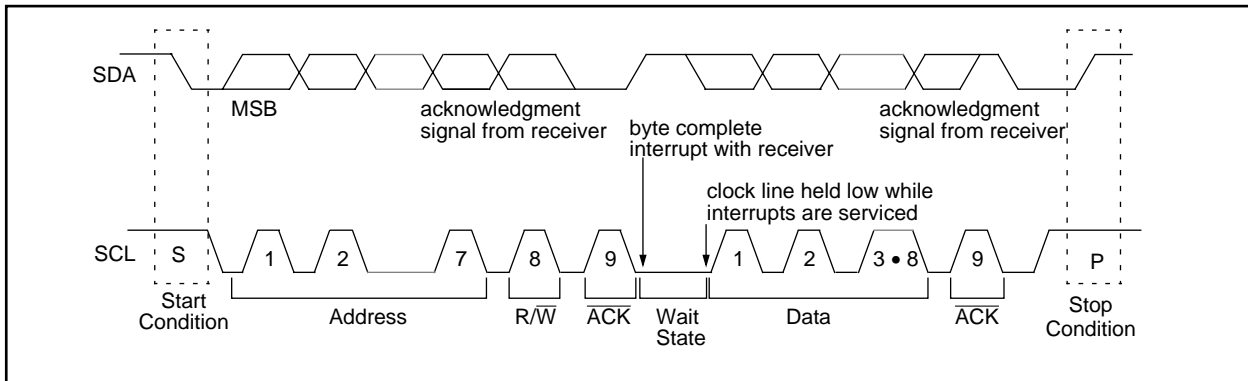 SDA
MSB
acknowledgment
signal from receiver
byte complete
interrupt with receiver
acknowledgment
signal from receiver
clock line held low while
interrupts are serviced
SCL
S
1
2
7
8
9
1
2
3 • 8
9
P
Start
Condition
Address
R/W̅
A̅C̅K̅
Wait
State
Data
A̅C̅K̅
Stop
Condition